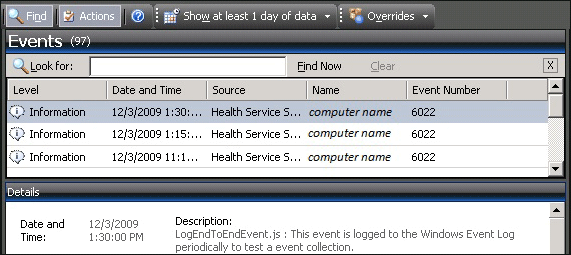 Find Actions Show at least 1 day of data Overrides
Events (97)
Look for: Find Now Clear X
Level Date and Time Source Name Event Number
Information 12/3/2009 1:30:... Health Service S... computer name 6022
Information 12/3/2009 1:15:... Health Service S... computer name 6022
Information 12/3/2009 11:1... Health Service S... computer name 6022
Details
Date and Time: 12/3/2009 1:30:00 PM
Description:
LogEndToEndEvent.js : This event is logged to the Windows Event Log
periodically to test a event collection.